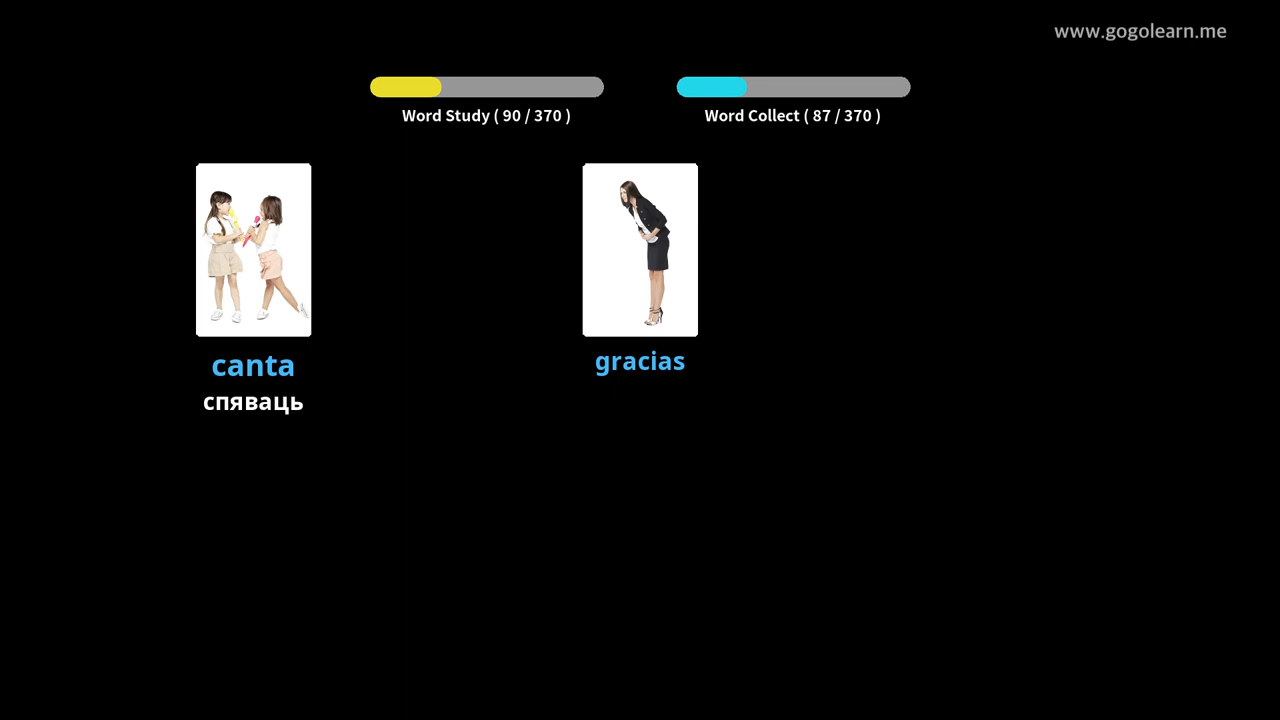 www.gogolearn.me
Word Study ( 90 / 370 )
Word Collect ( 87 / 370 )
canta
спяваць
gracias